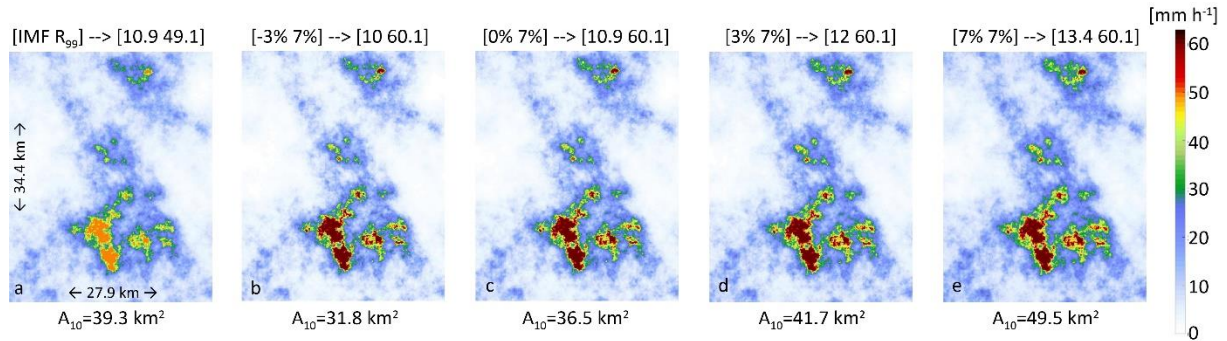 [mm h⁻¹]
[IMF R₉₉] --> [10.9 49.1]
[-3% 7%] --> [10 60.1]
[0% 7%] --> [10.9 60.1]
[3% 7%] --> [12 60.1]
[7% 7%] --> [13.4 60.1]
60
50
40
30
20
10
0
← 34.4 km →
← 27.9 km →
a
b
c
d
e
A₁₀=39.3 km²
A₁₀=31.8 km²
A₁₀=36.5 km²
A₁₀=41.7 km²
A₁₀=49.5 km²